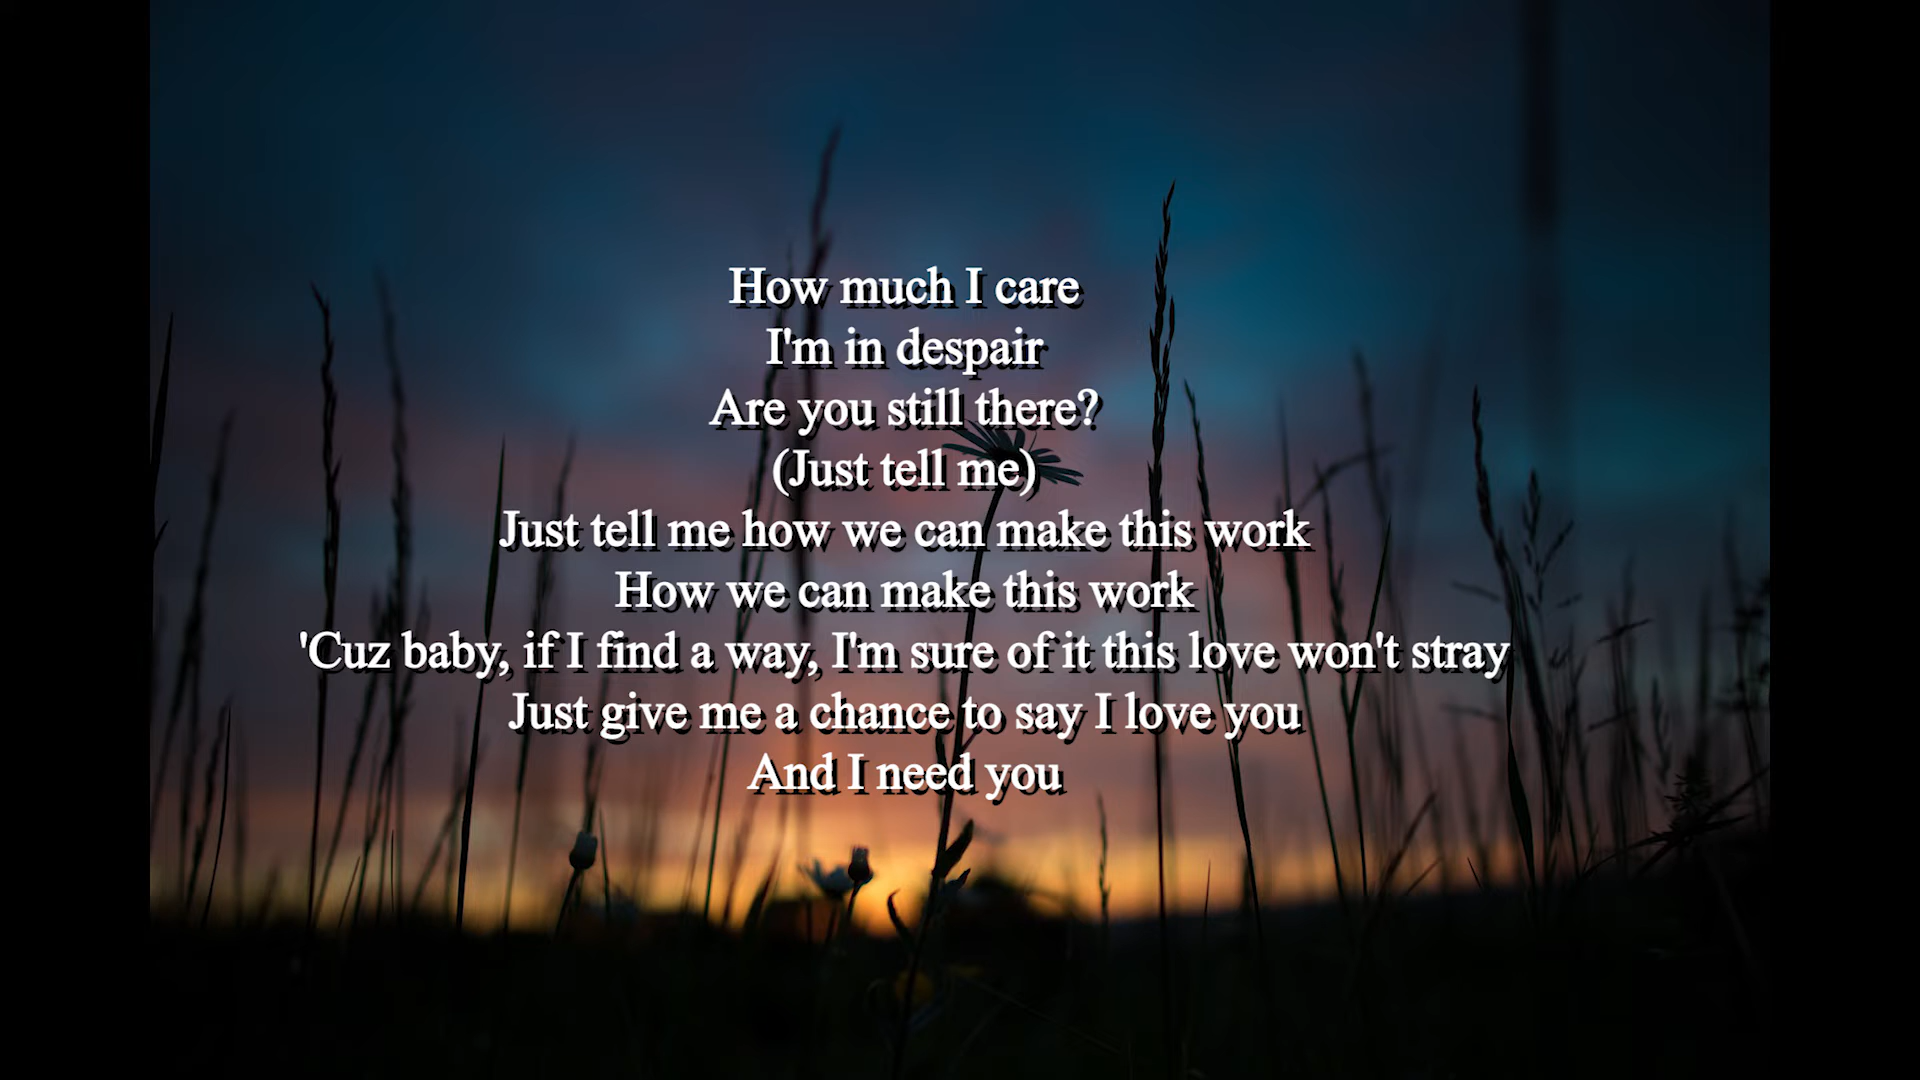 How much I care
I'm in despair
Are you still there?
(Just tell me)
Just tell me how we can make this work
How we can make this work
'Cuz baby, if I find a way, I'm sure of it this love won't stray
Just give me a chance to say I love you
And I need you